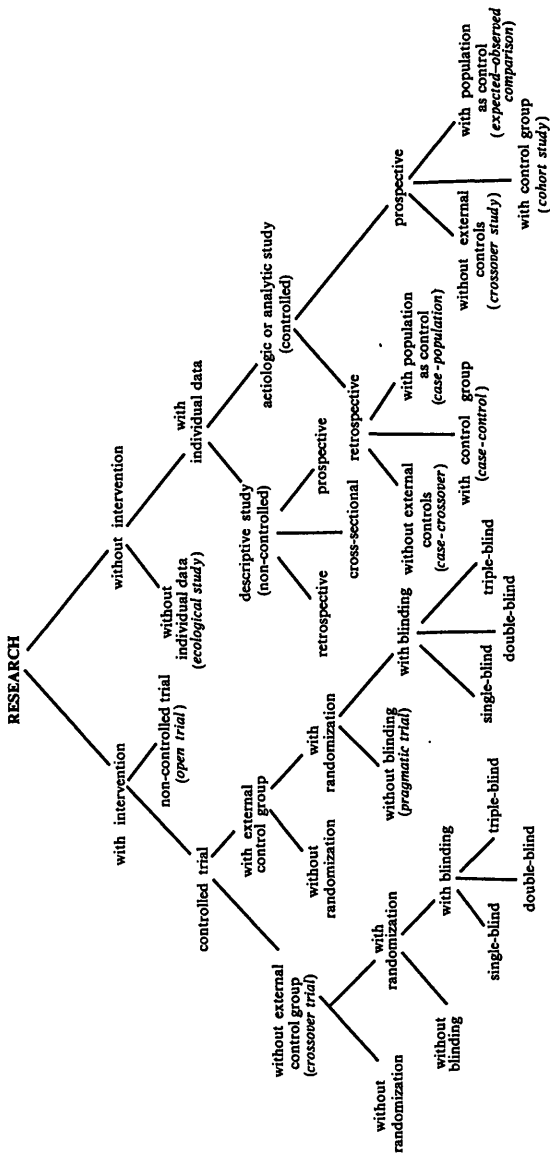 RESEARCH
with intervention
without intervention
non-controlled trial
(open trial)
controlled trial
without
individual data
(ecological study)
with
individual data
with external
control group
without external
control group
(crossover trial)
descriptive study
(non-controlled)
aetiologic or analytic study
(controlled)
without
randomization
with
randomization
without
randomization
with
randomization
retrospective
cross-sectional
prospective
retrospective
prospective
without
blinding
with blinding
single-blind
double-blind
triple-blind
without blinding
(pragmatic trial)
with blinding
single-blind
double-blind
triple-blind
without external
controls
(case-crossover)
with control group
(case-control)
with population
as control
(case-population)
without external
controls
(crossover study)
with control group
(cohort study)
with population
as control
(expected–observed
comparison)